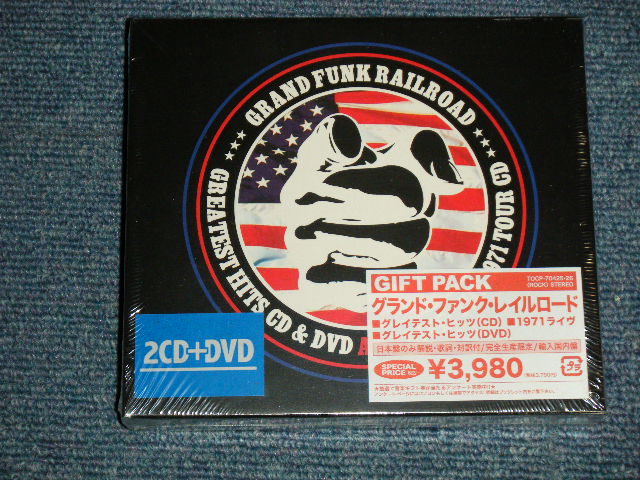 GRAND FUNK RAILROAD
GREATEST HITS CD & DVD
1971 TOUR CD
2CD+DVD
GIFT PACK
TOCP-70425・26
(ROCK) STEREO
グランド・ファンク・レイルロード
■グレイテスト・ヒッツ(CD) ■1971ライヴ
■グレイテスト・ヒッツ(DVD)
日本盤のみ解説・歌詞・対訳付/完全生産限定/輸入国内盤
SPECIAL PRICE
¥3,980